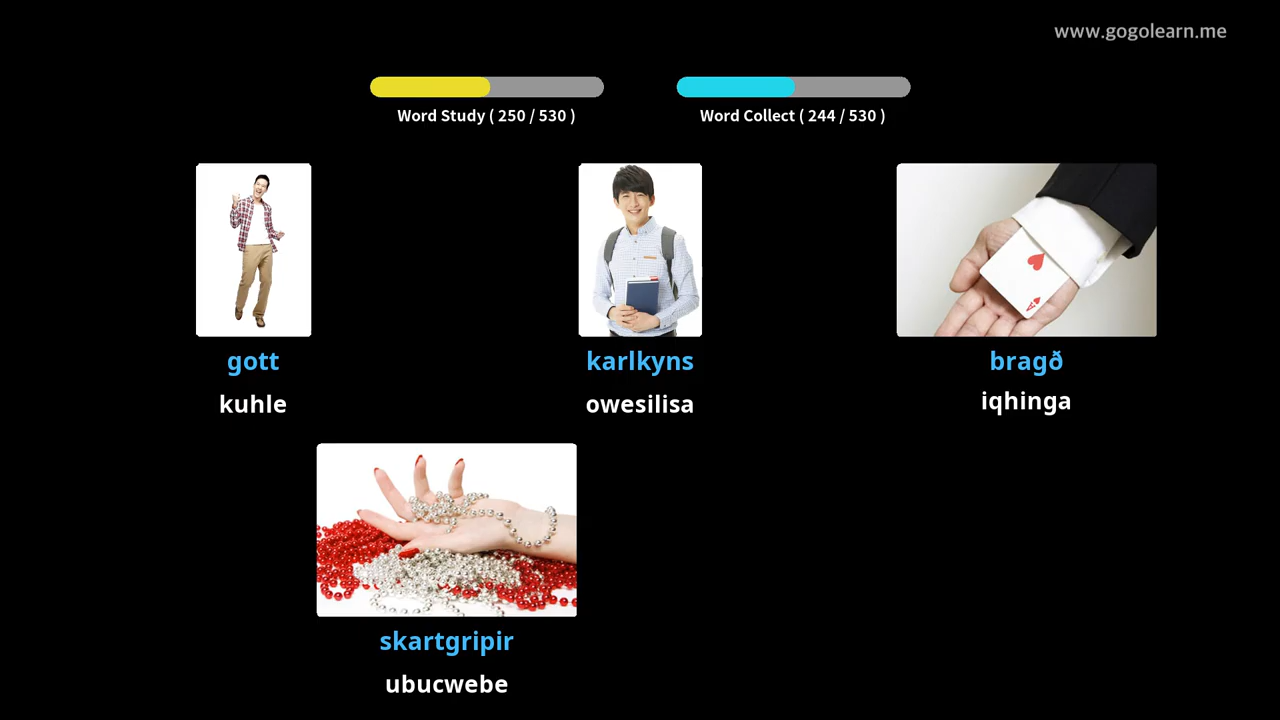 www.gogolearn.me
Word Study ( 250 / 530 )
Word Collect ( 244 / 530 )
gott
kuhle
karlkyns
owesilisa
bragð
iqhinga
skartgripir
ubucwebe